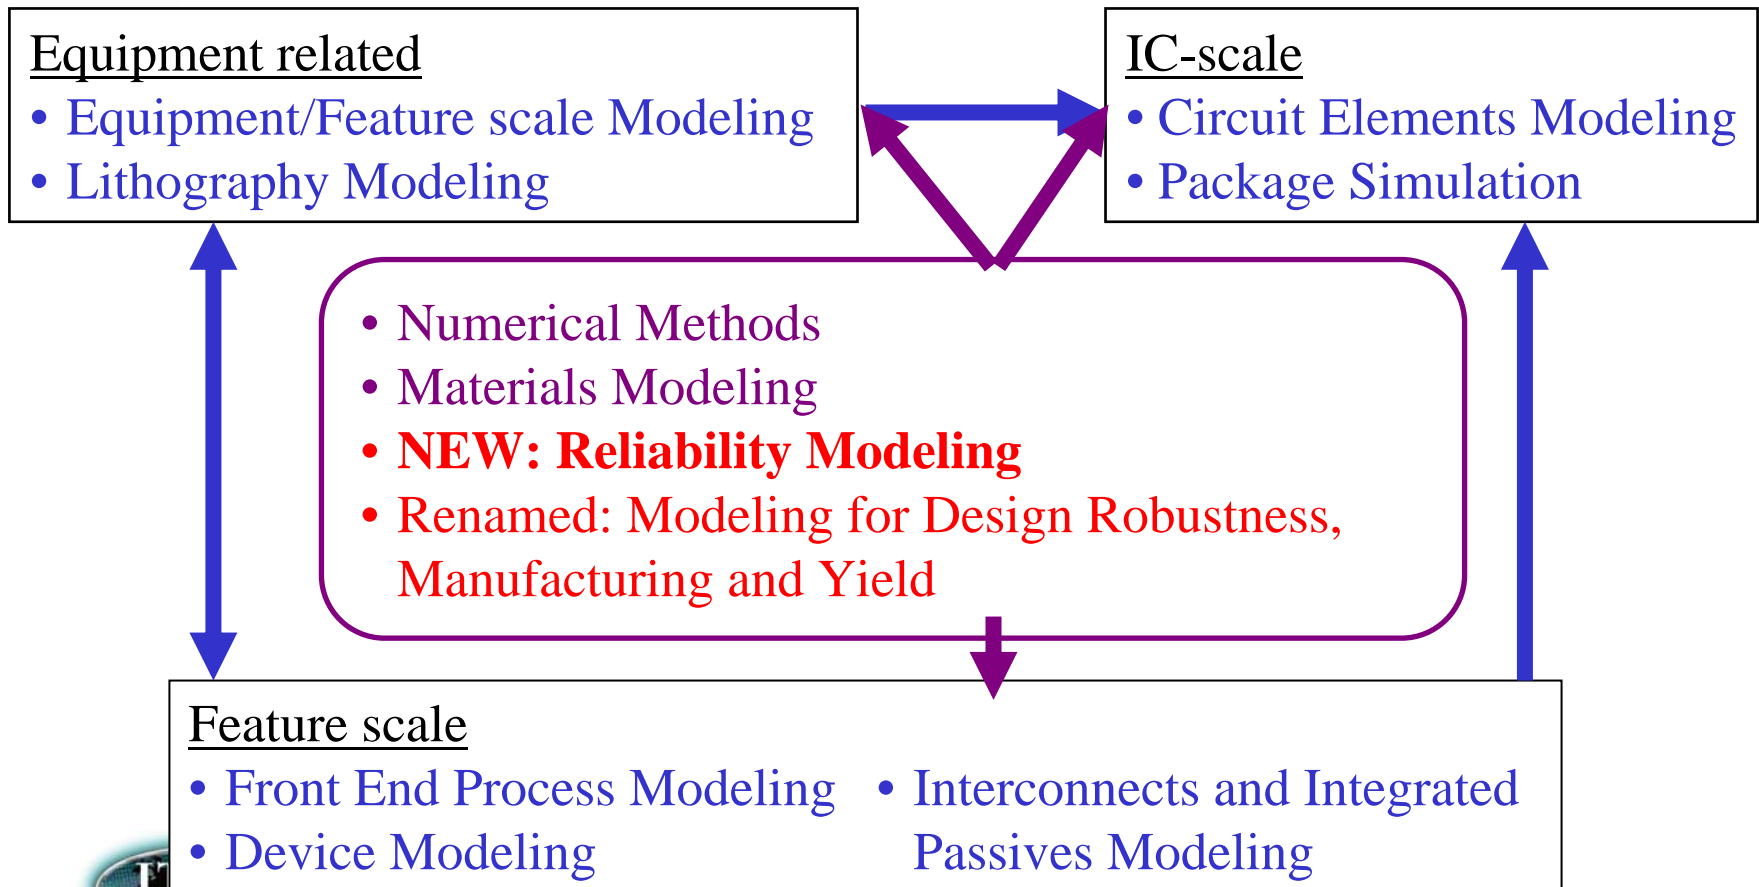 Equipment related
• Equipment/Feature scale Modeling
• Lithography Modeling
IC-scale
• Circuit Elements Modeling
• Package Simulation
• Numerical Methods
• Materials Modeling
• NEW: Reliability Modeling
• Renamed: Modeling for Design Robustness,
Manufacturing and Yield
Feature scale
• Front End Process Modeling
• Device Modeling
• Interconnects and Integrated
Passives Modeling